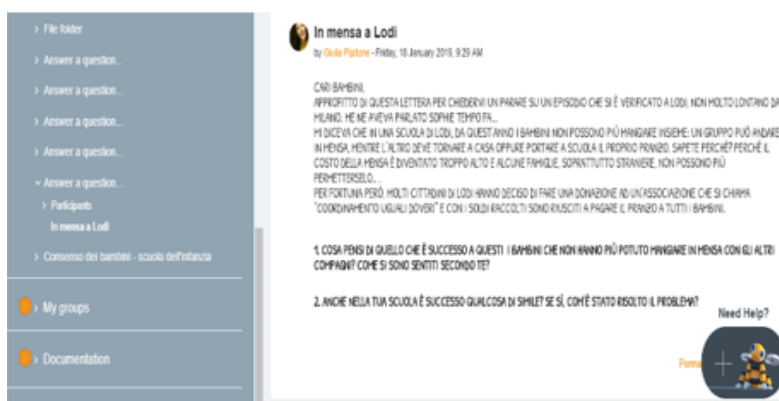 > File folder
> Answer a question...
> Answer a question...
> Answer a question...
> Answer a question...
Answer a question...
> Participants
In mensa a Lodi
> Consenso dei bambini - scuola dell'infanzia
> My groups
> Documentation
In mensa a Lodi
by Giulia Pipitone - Friday, 18 January 2019, 9:29 AM
CARI BAMBINI,
APPROFITTO DI QUESTA LETTERA PER CHIEDERVI UN PARARE SU UN EPISODIO CHE SI È VERIFICATO A LODI, NON MOLTO LONTANO DA
MILANO. ME NE AVEVA PARLATO SOPHIE TEMPO FA...
MI DICEVA CHE IN UNA SCUOLA DI LODI, DA QUEST'ANNO I BAMBINI NON POSSONO PIÙ MANGIARE INSIEME: UN GRUPPO PUÒ ANDARE
IN MENSA, MENTRE L'ALTRO DEVE TORNARE A CASA OPPURE PORTARE A SCUOLA IL PROPRIO PRANZO. SAPETE PERCHÉ? PERCHÉ IL
COSTO DELLA MENSA È DIVENTATO TROPPO ALTO E ALCUNE FAMIGLIE, SOPRATTUTTO STRANIERE, NON POSSONO PIÙ
PERMETTERSELO...
PER FORTUNA PERÒ, MOLTI CITTADINI DI LODI HANNO DECISO DI FARE UNA DONAZIONE AD UN'ASSOCIAZIONE CHE SI CHIAMA
"COORDINAMENTO UGUALI DOVERI" E CON I SOLDI RACCOLTI SONO RIUSCITI A PAGARE IL PRANZO A TUTTI I BAMBINI.
1. COSA PENSI DI QUELLO CHE È SUCCESSO A QUESTI I BAMBINI CHE NON HANNO PIÙ POTUTO MANGIARE IN MENSA CON GLI ALTRI
COMPAGNI? COME SI SONO SENTITI SECONDO TE?
2. ANCHE NELLA TUA SCUOLA È SUCCESSO QUALCOSA DI SIMILE? SE SÌ, COM'È STATO RISOLTO IL PROBLEMA?
Need Help?